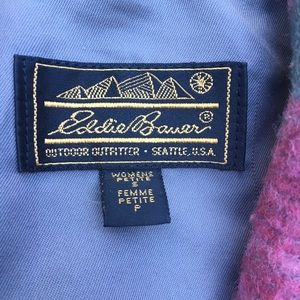 Eddie Bauer®
OUTDOOR OUTFITTER • SEATTLE, U.S.A.
WOMENS
PETITE
S
FEMME
PETITE
P